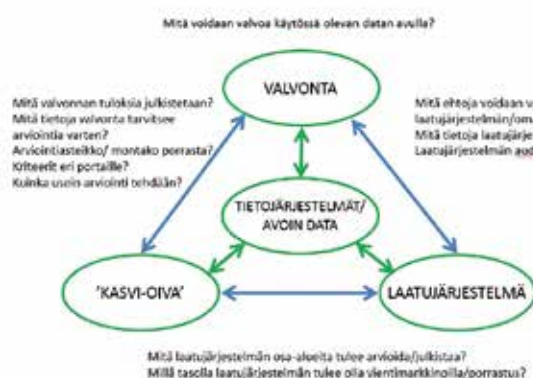 Mitä voidaan valvoa käytössä olevan datan avulla?
VALVONTA
Mitä valvonnan tuloksia julkistetaan?
Mitä tietoja valvonta tarvitsee
arviointia varten?
Arviointiasteikko/ montako porrasta?
Kriteerit eri portaille?
Kuinka usein arviointi tehdään?
Mitä ehtoja voidaan
laatujärjestelmän/
Mitä tietoja
Laatujärjestelmän
TIETOJÄRJESTELMÄT/
AVOIN DATA
'KASVI-OIVA'
LAATUJÄRJESTELMÄ
Mitä laatujärjestelmän osa-alueita tulee arvioida/julkistaa?
Millä tasolla laatujärjestelmän tulee olla vientimarkkinoilla/porrastus?